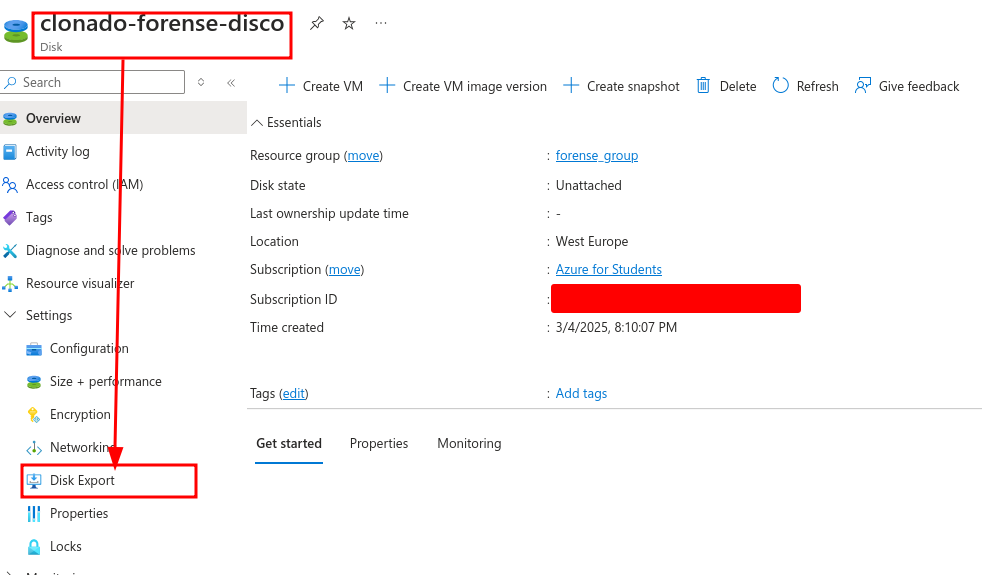 clonado-forense-disco
Disk
Search
Create VM
Create VM image version
Create snapshot
Delete
Refresh
Give feedback
Overview
Activity log
Access control (IAM)
Tags
Diagnose and solve problems
Resource visualizer
Settings
Configuration
Size + performance
Encryption
Networking
Disk Export
Properties
Locks
Essentials
Resource group (move) : forense_group
Disk state : Unattached
Last ownership update time : -
Location : West Europe
Subscription (move) : Azure for Students
Subscription ID :
Time created : 3/4/2025, 8:10:07 PM
Tags (edit) : Add tags
Get started Properties Monitoring